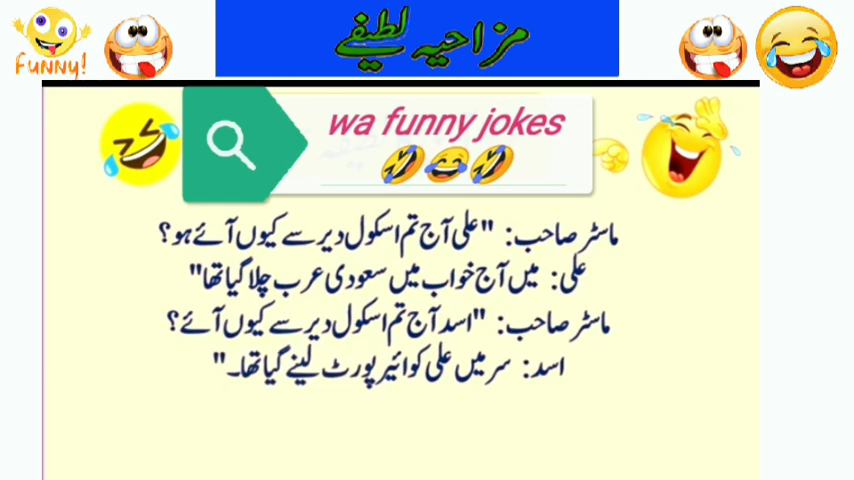 Funny!
مزاحیہ لطیفے
wa funny jokes
ماسٹر صاحب: "علی آج تم اسکول دیر سے کیوں آئے ہو؟
علی: میں آج خواب میں سعودی عرب چلا گیا تھا"
ماسٹر صاحب: "اسد آج تم اسکول دیر سے کیوں آئے؟
اسد: سر میں علی کو ائیر پورٹ لینے گیا تھا۔"